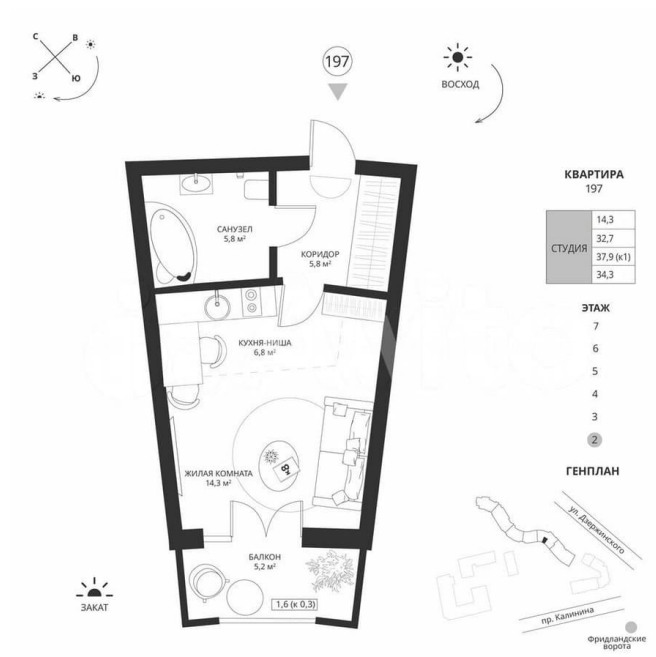 С
В
З
Ю
197
ВОСХОД
КВАРТИРА
197
СТУДИЯ
14,3
32,7
37,9 (к1)
34,3
САНУЗЕЛ
5,8 м²
КОРИДОР
5,8 м²
ЭТАЖ
7
6
5
4
3
2
КУХНЯ-НИША
6,8 м²
ЖИЛАЯ КОМНАТА
14,3 м²
ГЕНПЛАН
ул. Дзержинского
БАЛКОН
5,2 м²
1,6 (к 0,3)
ЗАКАТ
пр. Калинина
Фридландские
ворота